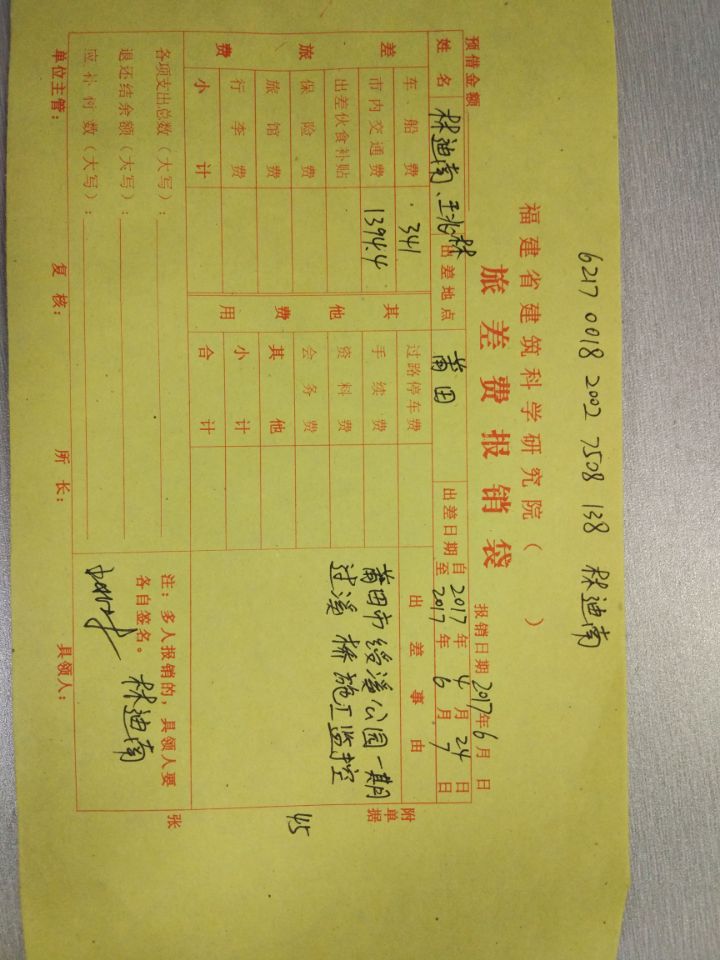 6217 0018 2002 7508 138 林迪南
福建省建筑科学研究院（ ）
旅差费报销袋
预借金额 报销日期 2017年6月 日
姓名 林迪南、王兆林 出差地点 莆田 出差日期 自 2017 年 4 月 24 日
至 2017 年 6 月 7 日
差旅费 其他费用 出差事由 附单据 45 张
车船费 341 过路停车费
市内交通费 1394.4 手续费 莆田市绶溪公园一期
出差伙食补贴 资料费 过溪桥施工监控
保险费 会务费
旅馆费 其他
行李费 小计
小计 合计
各项支出总数（大写）： 注：多人报销的，具领人要
退还结余额（大写）： 各自签名。 林迪南
应补付数（大写）：
单位主管： 复核： 所长： 具领人：